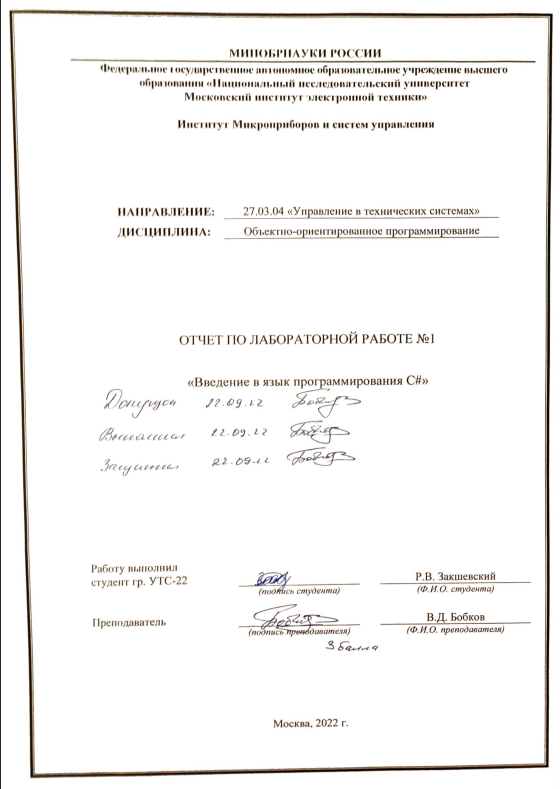 МИНОБРНАУКИ РОССИИ
Федеральное государственное автономное образовательное учреждение высшего
образования «Национальный исследовательский университет
Московский институт электронной техники»
Институт Микроприборов и систем управления
НАПРАВЛЕНИЕ: 27.03.04 «Управление в технических системах»
ДИСЦИПЛИНА: Объектно-ориентированное программирование
ОТЧЕТ ПО ЛАБОРАТОРНОЙ РАБОТЕ №1
«Введение в язык программирования C#»
Допущен 22.09.22
Выполнил 22.09.22
Защитил 22.09.22
Работу выполнил
студент гр. УТС-22 Р.В. Закшевский
(подпись студента) (Ф.И.О. студента)
Преподаватель В.Д. Бобков
(подпись преподавателя) (Ф.И.О. преподавателя)
3 балла
Москва, 2022 г.